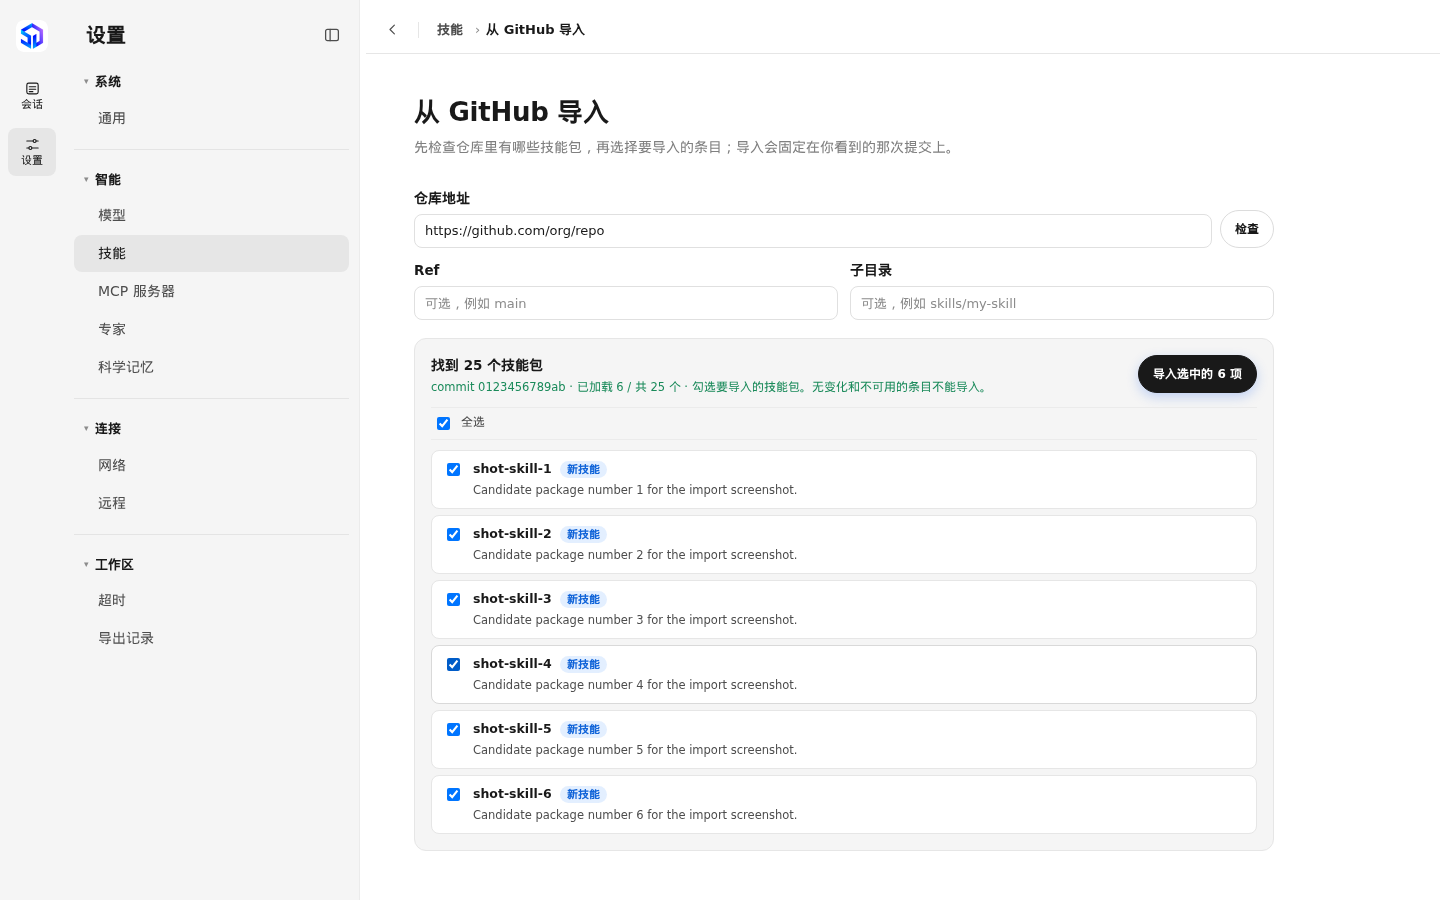 会话
设置
设置
系统
通用
智能
模型
技能
MCP 服务器
专家
科学记忆
连接
网络
远程
工作区
超时
导出记录
技能 › 从 GitHub 导入
从 GitHub 导入
先检查仓库里有哪些技能包，再选择要导入的条目；导入会固定在你看到的那次提交上。
仓库地址
https://github.com/org/repo
检查
Ref
子目录
可选，例如 main
可选，例如 skills/my-skill
找到 25 个技能包
commit 0123456789ab · 已加载 6 / 共 25 个 · 勾选要导入的技能包。无变化和不可用的条目不能导入。
导入选中的 6 项
全选
shot-skill-1 新技能
Candidate package number 1 for the import screenshot.
shot-skill-2 新技能
Candidate package number 2 for the import screenshot.
shot-skill-3 新技能
Candidate package number 3 for the import screenshot.
shot-skill-4 新技能
Candidate package number 4 for the import screenshot.
shot-skill-5 新技能
Candidate package number 5 for the import screenshot.
shot-skill-6 新技能
Candidate package number 6 for the import screenshot.